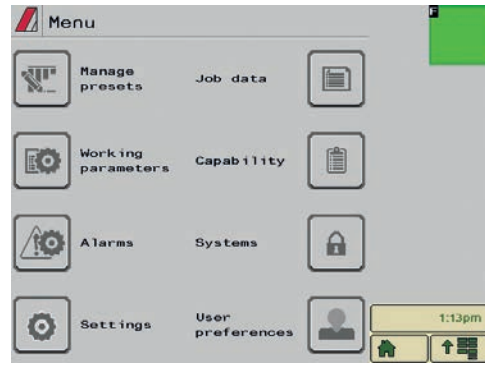 Menu
F
Manage
presets
Job data
Working
parameters
Capability
Alarms
Systems
Settings
User
preferences
1:13pm